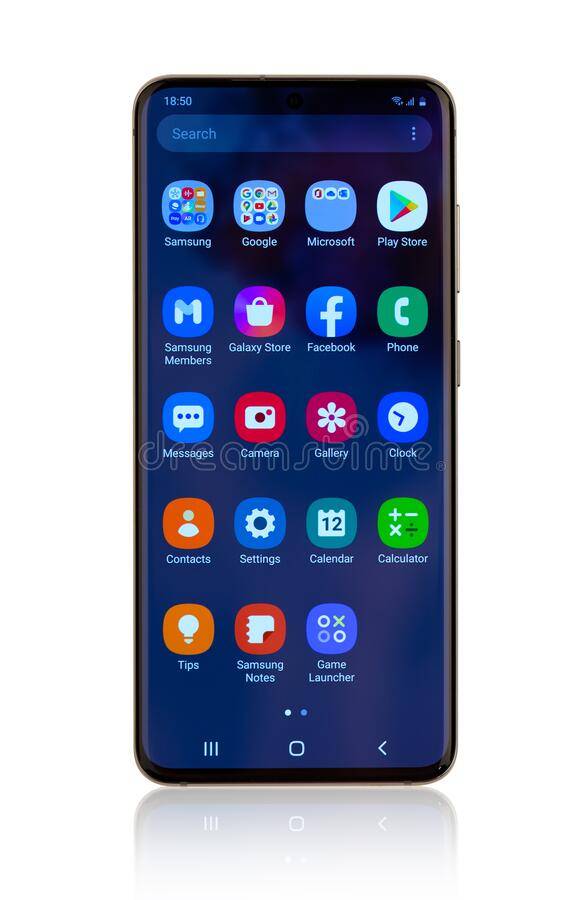 18:50
Search
Samsung Google Microsoft Play Store
Samsung Members Galaxy Store Facebook Phone
Messages Camera Gallery Clock
dreamstime.com
12
Contacts Settings Calendar Calculator
Tips Samsung Notes Game Launcher